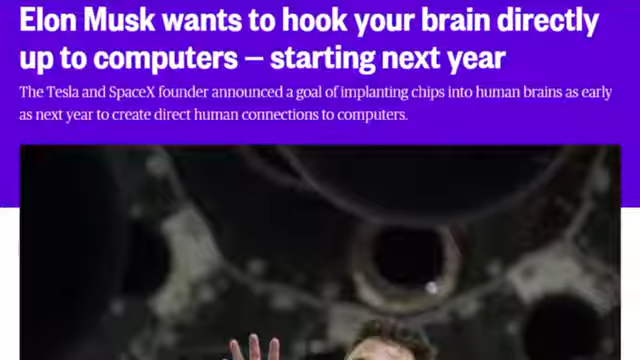 Elon Musk wants to hook your brain directly
up to computers — starting next year
The Tesla and SpaceX founder announced a goal of implanting chips into human brains as early
as next year to create direct human connections to computers.